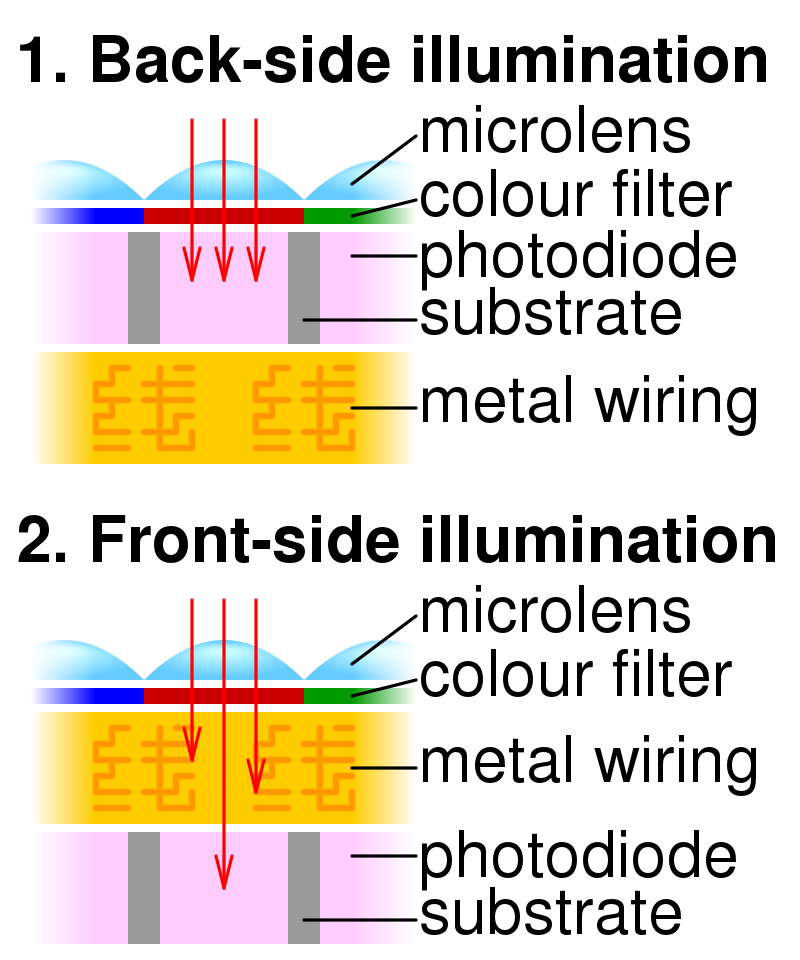 1. Back-side illumination
microlens
colour filter
photodiode
substrate
metal wiring
2. Front-side illumination
microlens
colour filter
metal wiring
photodiode
substrate